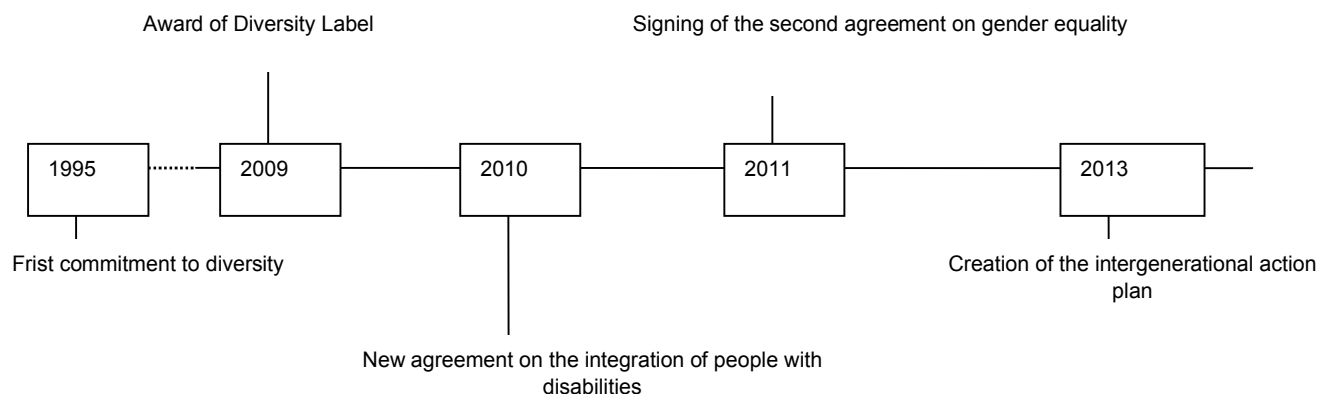 Award of Diversity Label
Signing of the second agreement on gender equality
1995
2009
2010
2011
2013
Frist commitment to diversity
Creation of the intergenerational action
plan
New agreement on the integration of people with
disabilities